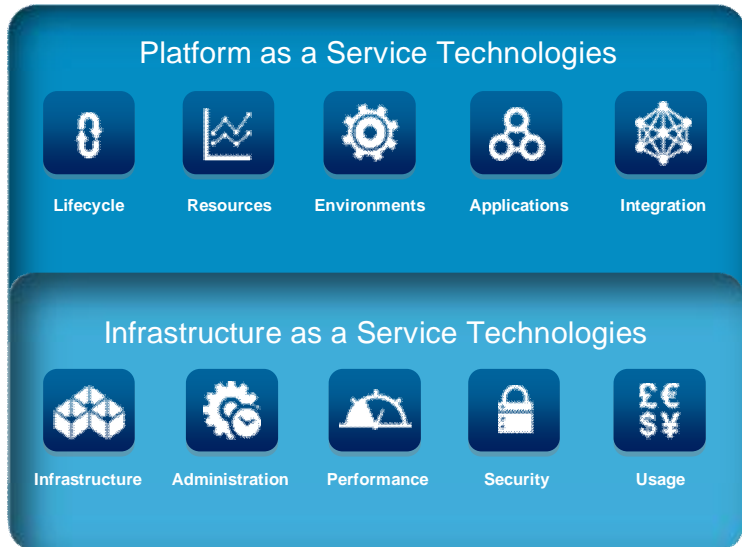 Platform as a Service Technologies
Lifecycle Resources Environments Applications Integration
Infrastructure as a Service Technologies
£€
$¥
Infrastructure Administration Performance Security Usage